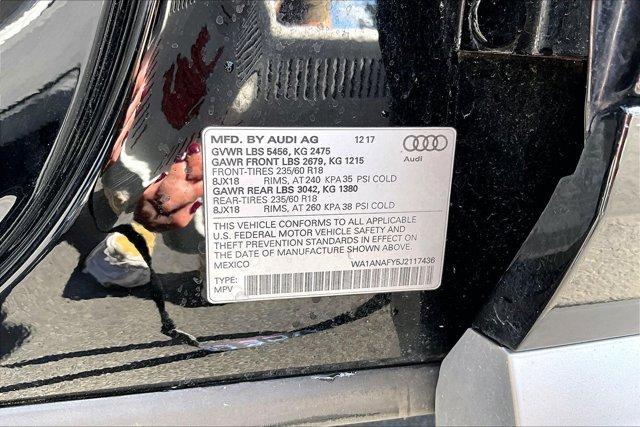 MFD. BY AUDI AG 12 17
GVWR LBS 5456, KG 2475
GAWR FRONT LBS 2679, KG 1215
FRONT-TIRES 235/60 R18
8JX18 RIMS, AT 240 KPA 35 PSI COLD
GAWR REAR LBS 3042, KG 1380
REAR-TIRES 235/60 R18
8JX18 RIMS, AT 260 KPA 38 PSI COLD
Audi
THIS VEHICLE CONFORMS TO ALL APPLICABLE
U.S. FEDERAL MOTOR VEHICLE SAFETY AND
THEFT PREVENTION STANDARDS IN EFFECT ON
THE DATE OF MANUFACTURE SHOWN ABOVE.
MEXICO WA1ANAFY5J2117436
TYPE:
MPV